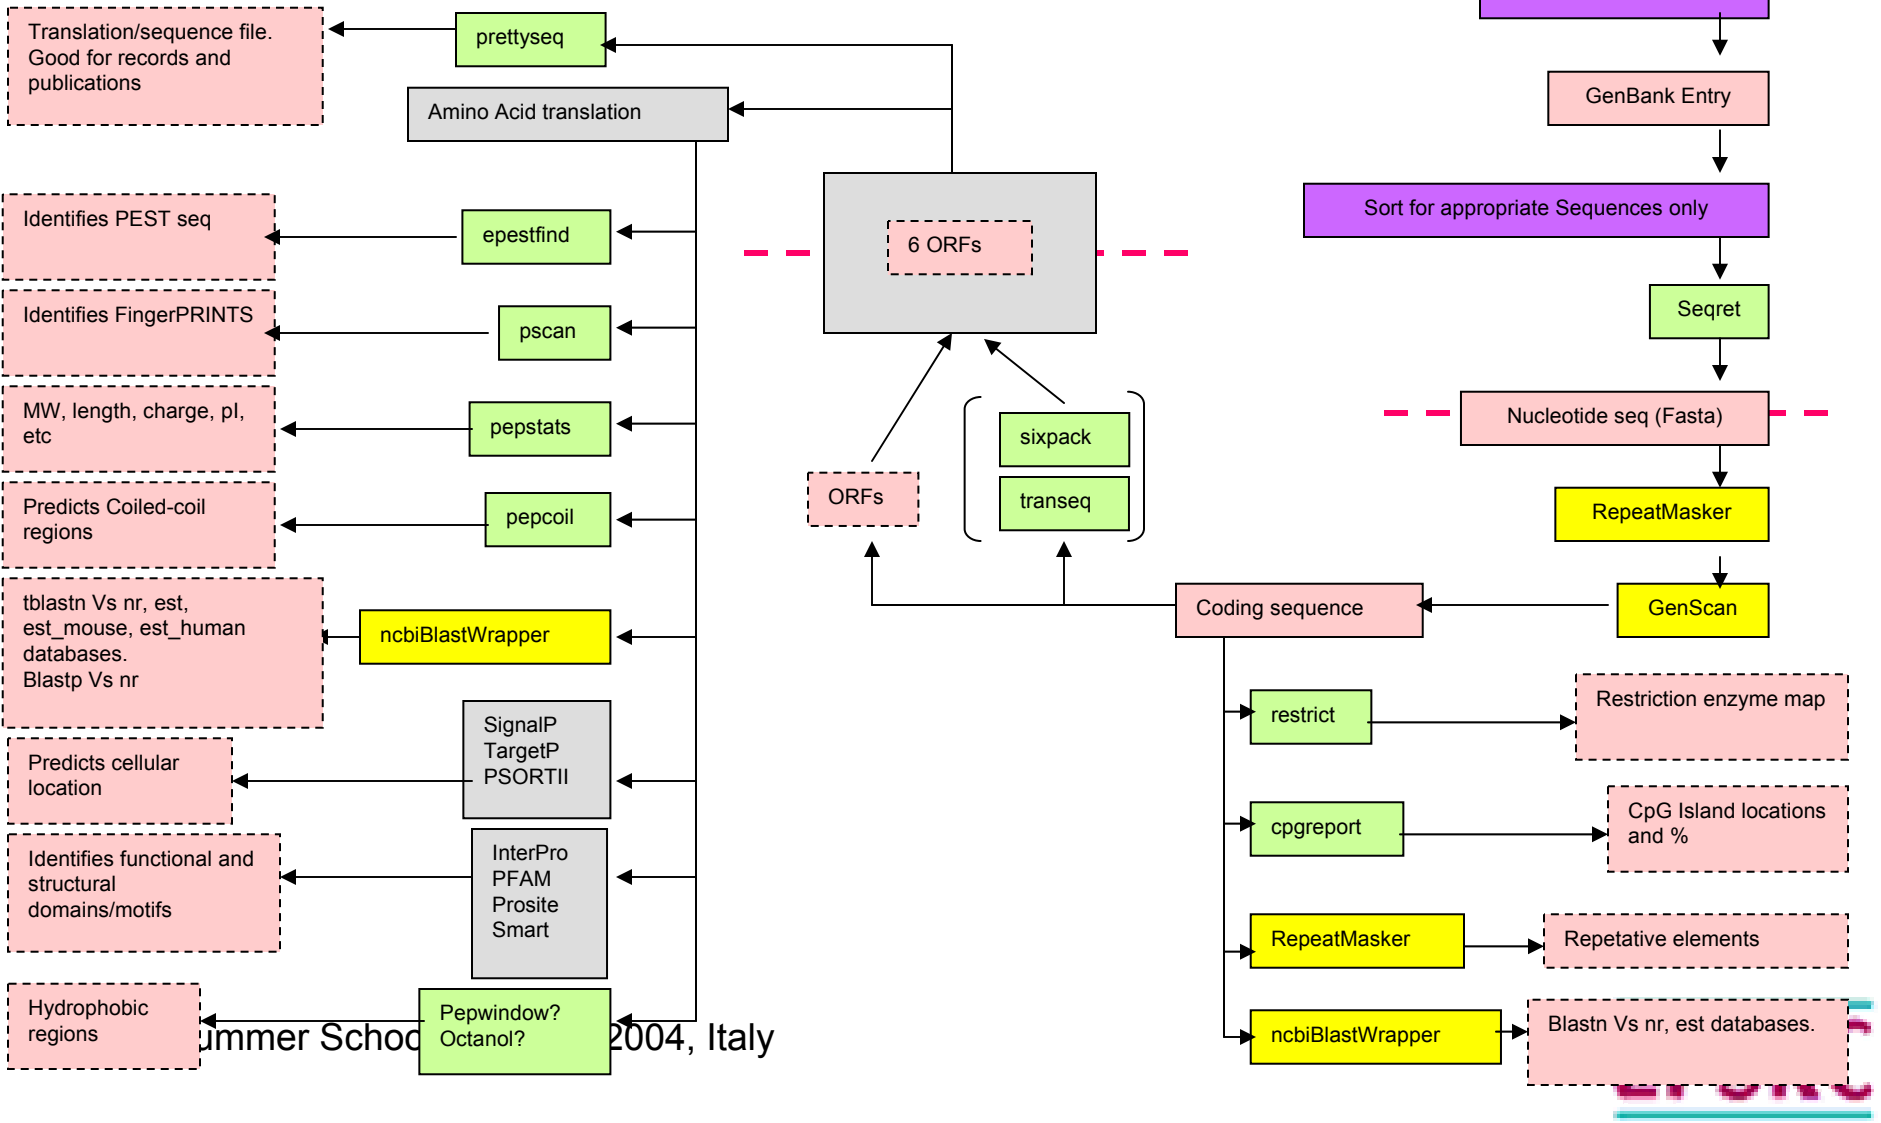 Translation/sequence file.
Good for records and
publications
prettyseq
Amino Acid translation
GenBank Entry
Sort for appropriate Sequences only
Identifies PEST seq
epestfind
6 ORFs
Seqret
Identifies FingerPRINTS
pscan
Nucleotide seq (Fasta)
MW, length, charge, pI,
etc
pepstats
sixpack
transeq
ORFs
RepeatMasker
Predicts Coiled-coil
regions
pepcoil
GenScan
Coding sequence
tblastn Vs nr, est,
est_mouse, est_human
databases.
Blastp Vs nr
ncbiBlastWrapper
restrict
Restriction enzyme map
SignalP
TargetP
PSORTII
Predicts cellular
location
cpgreport
CpG Island locations
and %
InterPro
PFAM
Prosite
Smart
Identifies functional and
structural
domains/motifs
RepeatMasker
Repetative elements
Hydrophobic
regions
Pepwindow?
Octanol?
2004, Italy
ncbiBlastWrapper
Blastn Vs nr, est databases.